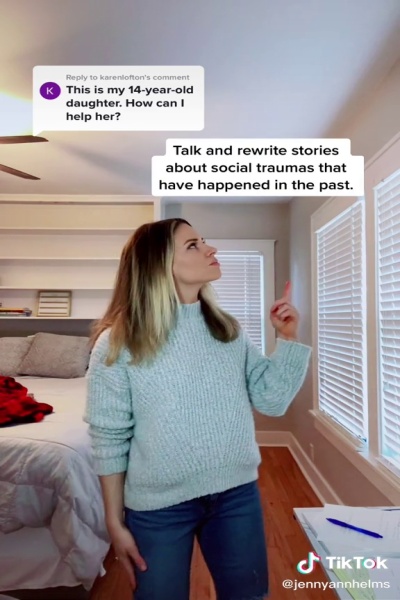 Reply to karenlofton's comment
K
This is my 14-year-old
daughter. How can I
help her?
Talk and rewrite stories
about social traumas that
have happened in the past.
TikTok
@jennyannhelms